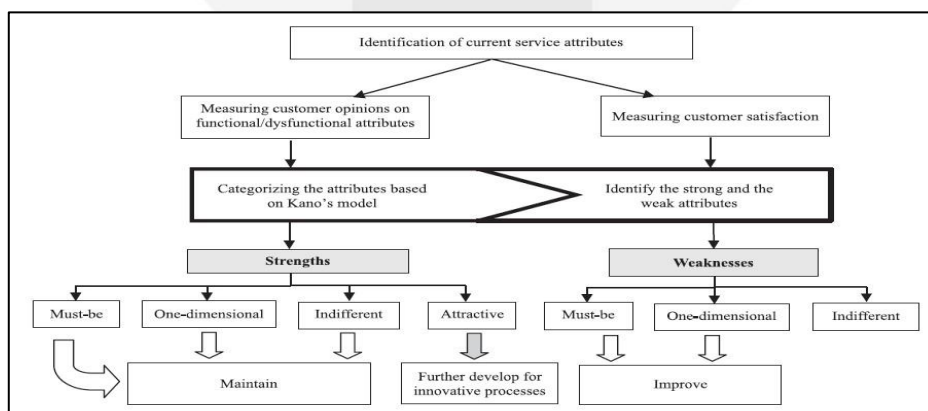 Identification of current service attributes
Measuring customer opinions on
functional/dysfunctional attributes
Measuring customer satisfaction
Categorizing the attributes based
on Kano's model
Identify the strong and the
weak attributes
Strengths
Weaknesses
Must-be
One-dimensional
Indifferent
Attractive
Must-be
One-dimensional
Indifferent
Maintain
Further develop for
innovative processes
Improve